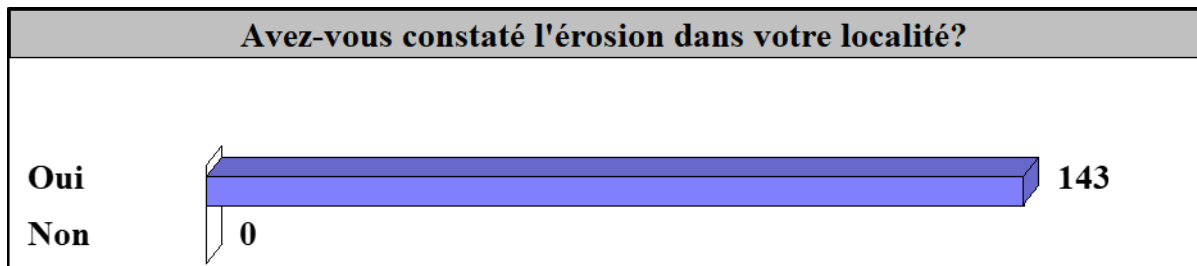 Avez-vous constaté l'érosion dans votre localité?
Oui 143
Non 0